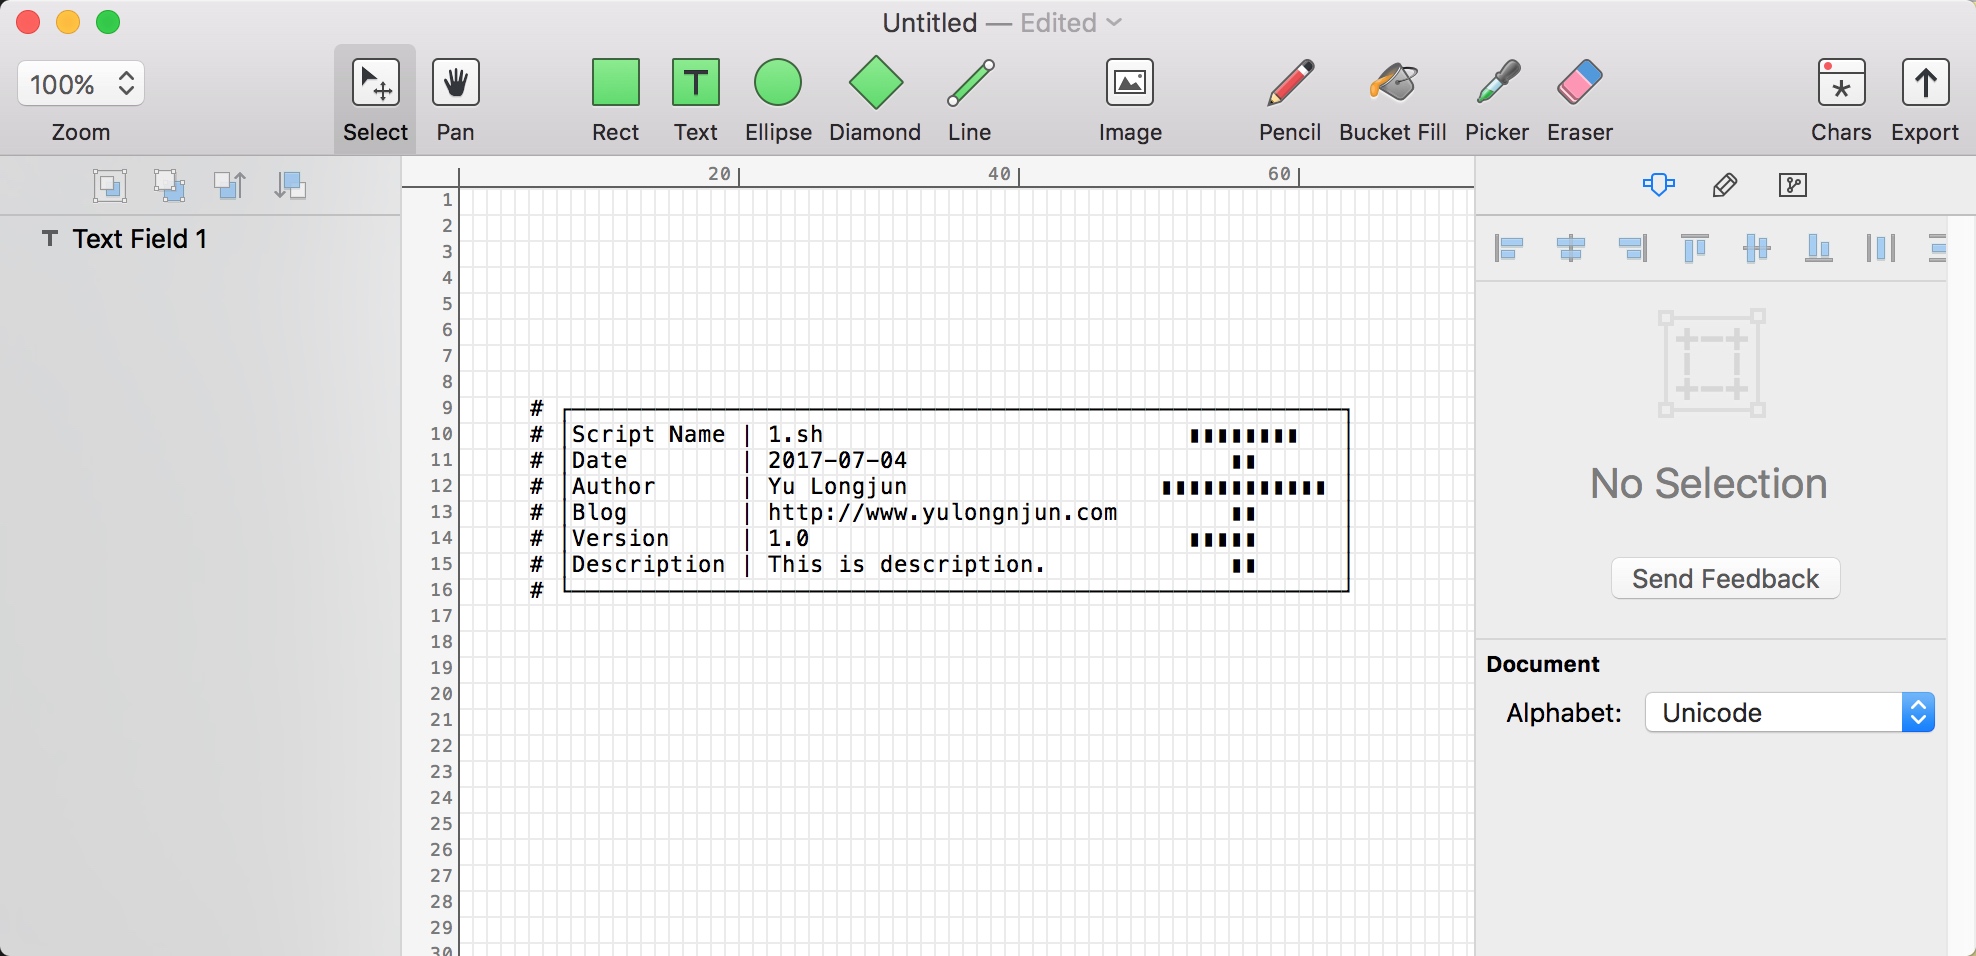 Untitled — Edited
100%
Zoom
Select
Pan
Rect
T
Text
Ellipse
Diamond
Line
Image
Pencil
Bucket Fill
Picker
Eraser
*
Chars
Export
T Text Field 1
20 40 60
1
2
3
4
5
6
7
8
9 #
10 # Script Name | 1.sh ▮▮▮▮▮▮▮▮
11 # Date | 2017-07-04 ▮▮
12 # Author | Yu Longjun ▮▮▮▮▮▮▮▮▮▮▮▮
13 # Blog | http://www.yulongnjun.com ▮▮
14 # Version | 1.0 ▮▮▮▮▮
15 # Description | This is description. ▮▮
16 #
17
18
19
20
21
22
23
24
25
26
27
28
29
30
No Selection
Send Feedback
Document
Alphabet: Unicode